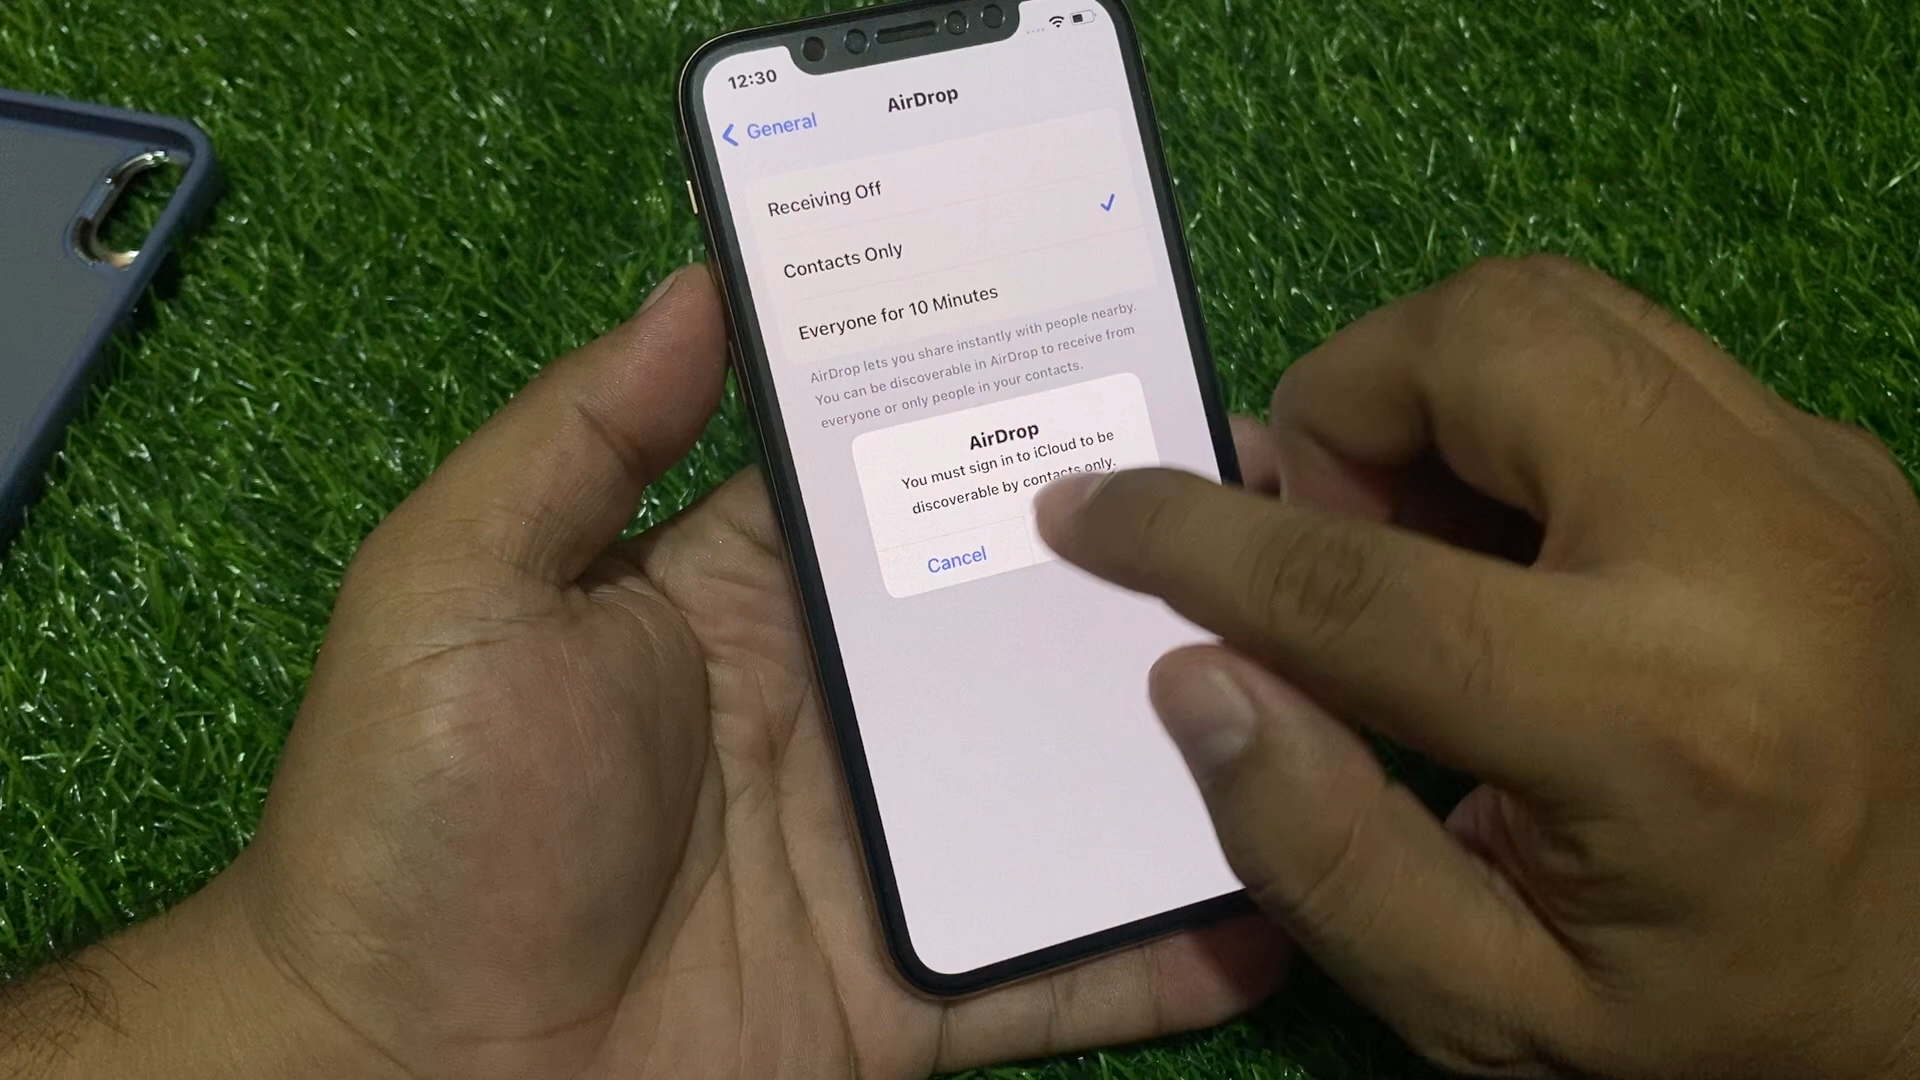 12:30
General
AirDrop
Receiving Off
Contacts Only
Everyone for 10 Minutes
AirDrop lets you share instantly with people nearby.
You can be discoverable in AirDrop to receive from
everyone or only people in your contacts.
AirDrop
You must sign in to iCloud to be
discoverable by contacts only.
Cancel